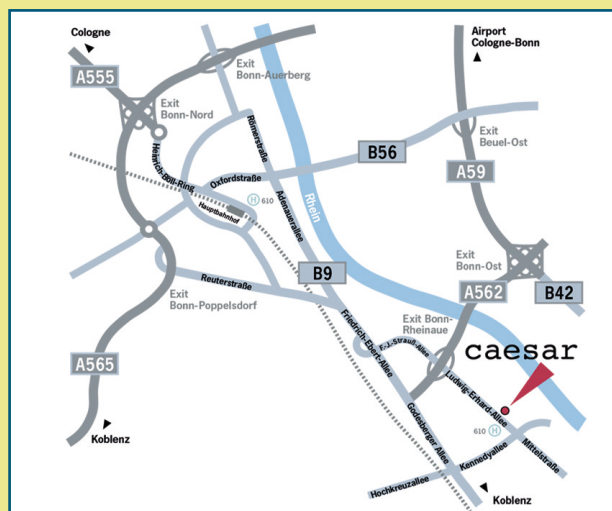 Cologne
A555
Exit
Bonn-Nord
Exit
Bonn-Auerberg
Airport
Cologne-Bonn
Exit
Beuel-Ost
A59
B56
Römerstraße
Heinrich-Böll-Ring
Oxfordstraße
H 610
Hauptbahnhof
Adenauerallee
Rhein
B9
Exit
Bonn-Ost
A562
B42
Reuterstraße
Exit
Bonn-Poppelsdorf
Friedrich-Ebert-Allee
Exit Bonn-
Rheinaue
F.-J.-Strauß-Allee
caesar
A565
Koblenz
Ludwig-Erhard-Allee
Godesberger Allee
610 H
Kennedyallee
Mittelstraße
Hochkreuzallee
Koblenz